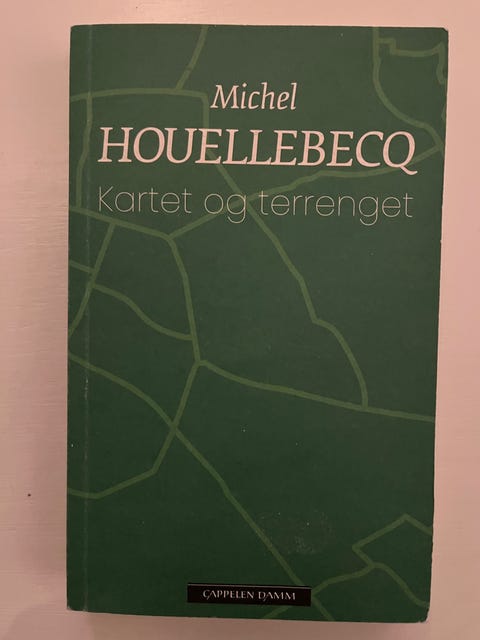 Michel
HOUELLEBECQ
Kartet og terrenget
CAPPELEN DAMM